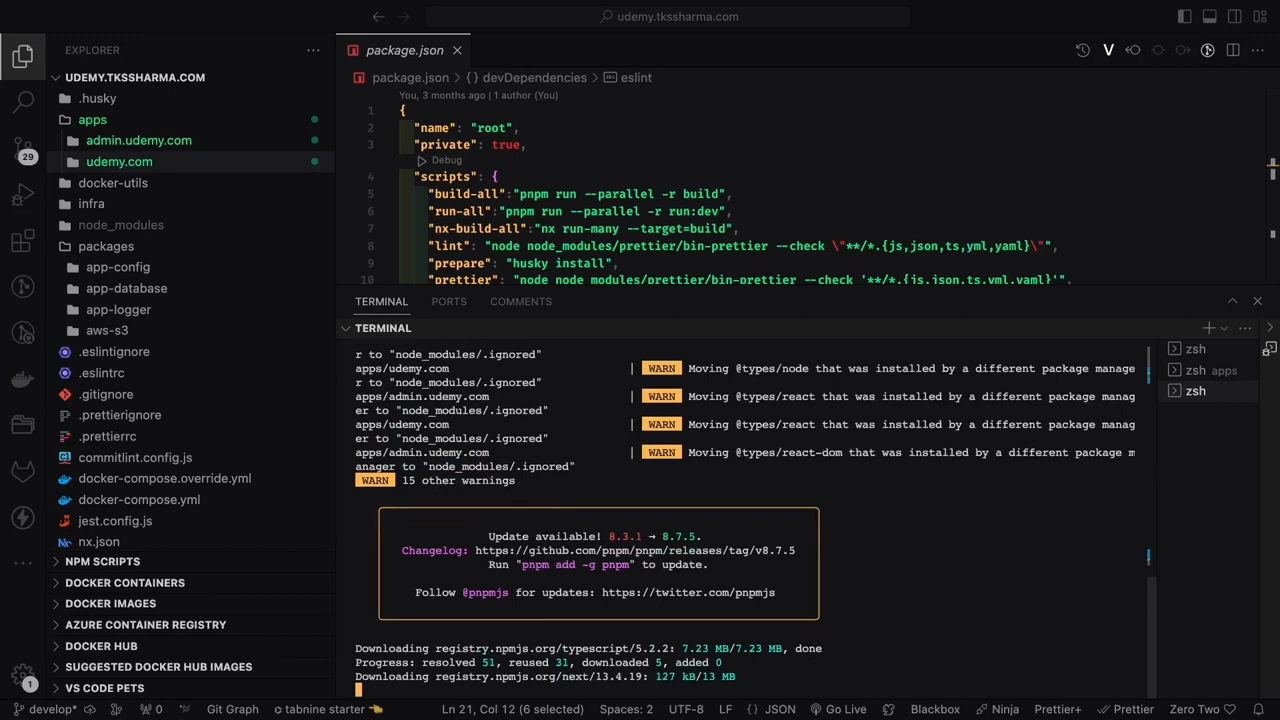 udemy.tkssharma.com
EXPLORER
package.json
UDEMY.TKSSHARMA.COM
package.json > { } devDependencies > abc eslint
.husky
You, 3 months ago | 1 author (You)
apps
1 {
admin.udemy.com
2 "name": "root",
udemy.com
3 "private": true,
Debug
docker-utils
4 "scripts": {
infra
5 "build-all":"pnpm run --parallel -r build",
node_modules
6 "run-all":"pnpm run --parallel -r run:dev",
packages
7 "nx-build-all":"nx run-many --target=build",
app-config
8 "lint": "node node_modules/prettier/bin-prettier --check \"**/*.{js,json,ts,yml,yaml}\"",
app-database
9 "prepare": "husky install",
app-logger
10 "prettier": "node node_modules/prettier/bin-prettier --check '**/*.{js,json,ts,yml,yaml}'",
aws-s3
.eslintignore
.eslintrc
.gitignore
.prettierignore
.prettierrc
commitlint.config.js
docker-compose.override.yml
docker-compose.yml
jest.config.js
nx.json
NPM SCRIPTS
DOCKER CONTAINERS
DOCKER IMAGES
AZURE CONTAINER REGISTRY
DOCKER HUB
SUGGESTED DOCKER HUB IMAGES
VS CODE PETS
29
1
TERMINAL PORTS COMMENTS
TERMINAL
zsh
zsh apps
zsh
r to "node_modules/.ignored"
apps/udemy.com | WARN Moving @types/node that was installed by a different package manage
r to "node_modules/.ignored"
apps/admin.udemy.com | WARN Moving @types/react that was installed by a different package manag
er to "node_modules/.ignored"
apps/udemy.com | WARN Moving @types/react that was installed by a different package manag
er to "node_modules/.ignored"
apps/admin.udemy.com | WARN Moving @types/react-dom that was installed by a different package m
anager to "node_modules/.ignored"
WARN 15 other warnings
Update available! 8.3.1 → 8.7.5.
Changelog: https://github.com/pnpm/pnpm/releases/tag/v8.7.5
Run "pnpm add -g pnpm" to update.
Follow @pnpmjs for updates: https://twitter.com/pnpmjs
Downloading registry.npmjs.org/typescript/5.2.2: 7.23 MB/7.23 MB, done
Progress: resolved 51, reused 31, downloaded 5, added 0
Downloading registry.npmjs.org/next/13.4.19: 127 kB/13 MB
develop* 0 Git Graph tabnine starter Ln 21, Col 12 (6 selected) Spaces: 2 UTF-8 LF { } JSON Go Live Blackbox Ninja Prettier+ Prettier Zero Two